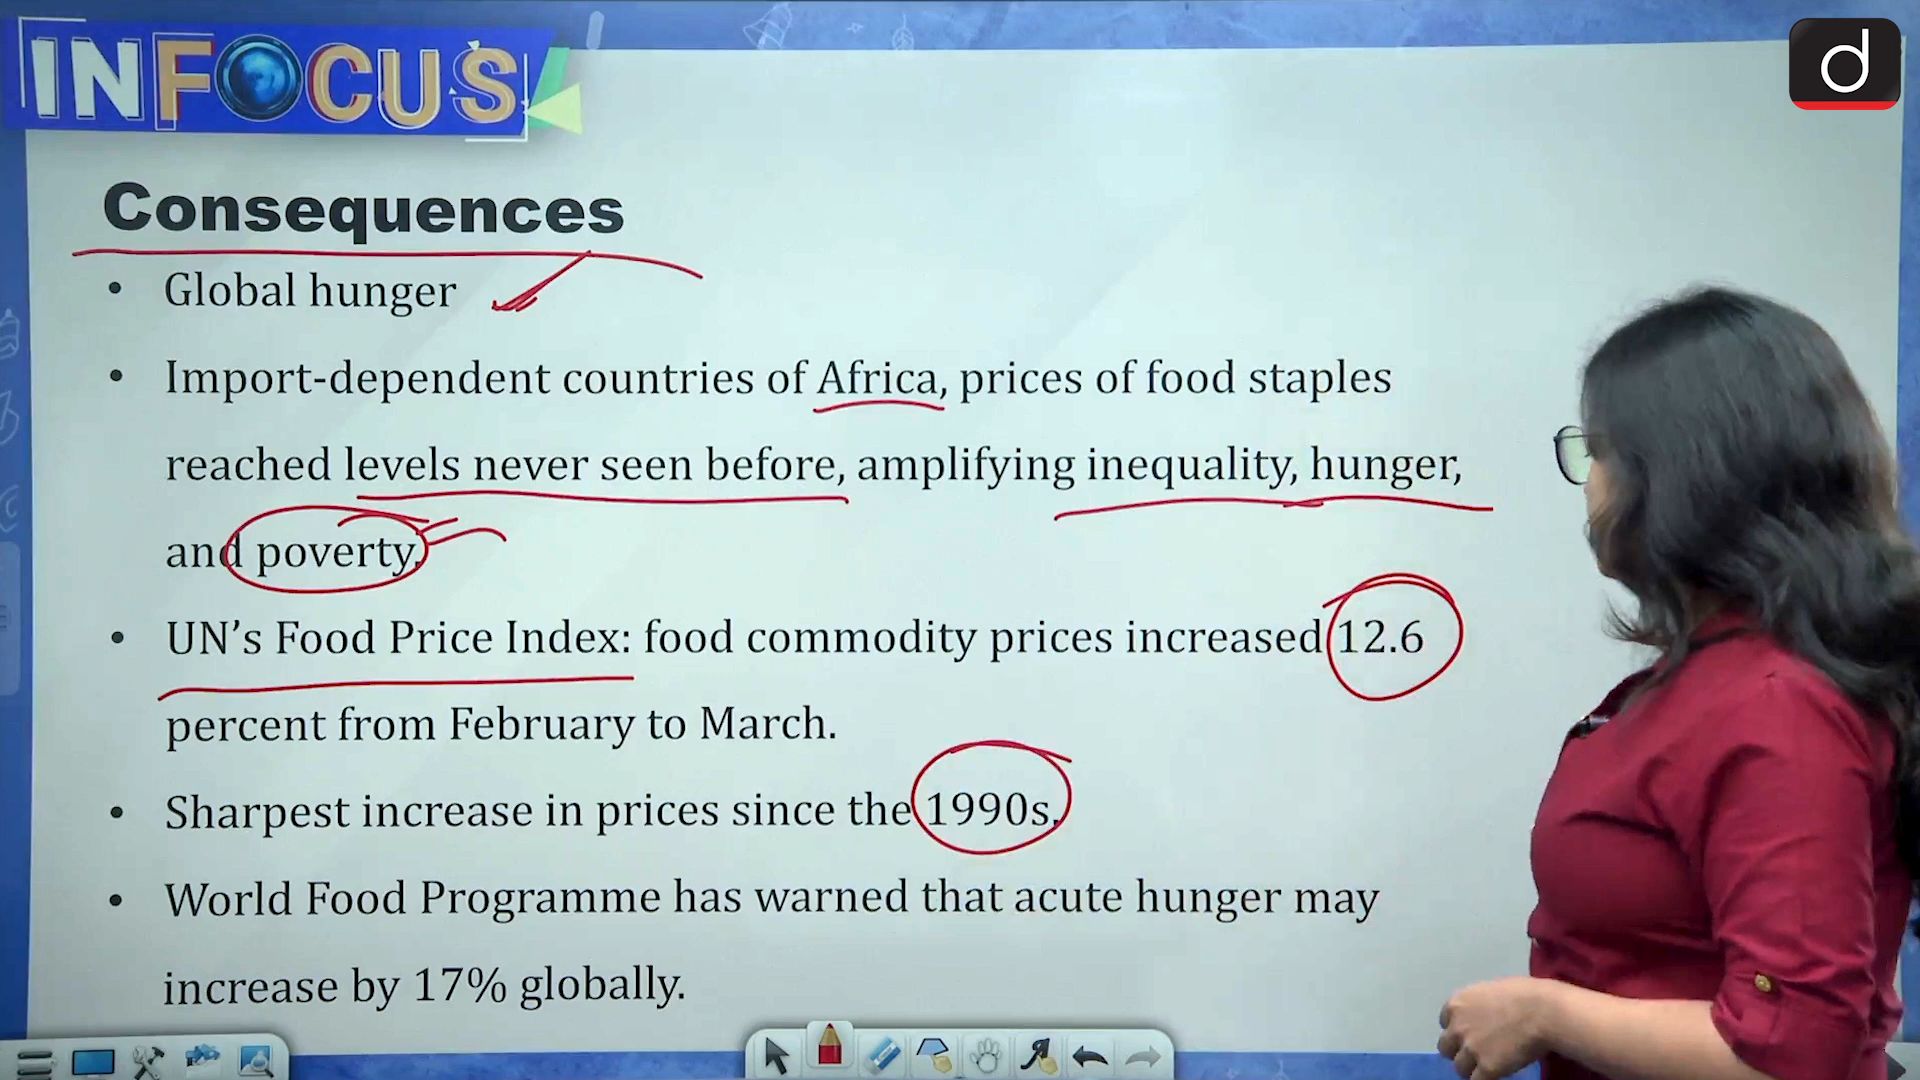 INFOCUS
d
Consequences
• Global hunger
• Import-dependent countries of Africa, prices of food staples
reached levels never seen before, amplifying inequality, hunger,
and poverty.
• UN’s Food Price Index: food commodity prices increased 12.6
percent from February to March.
• Sharpest increase in prices since the 1990s.
• World Food Programme has warned that acute hunger may
increase by 17% globally.